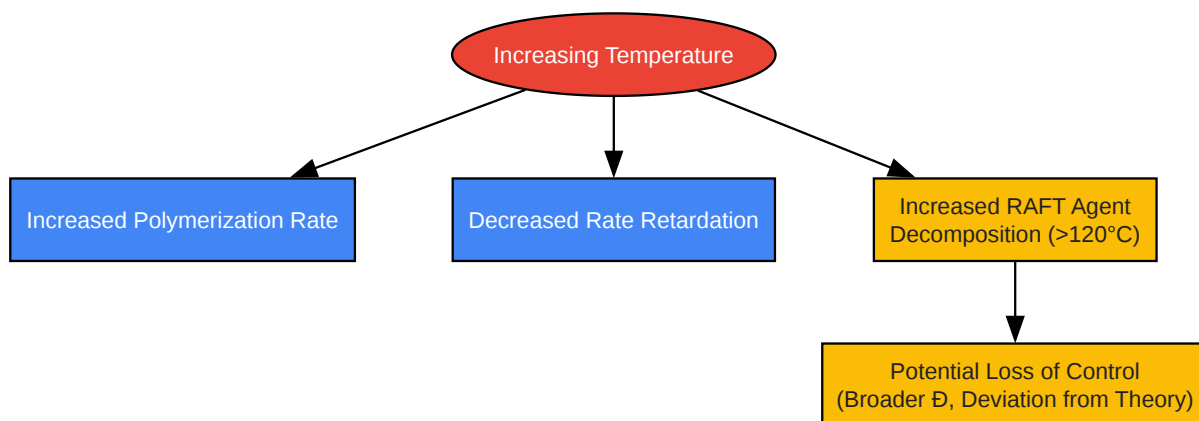 Increasing Temperature
Increased Polymerization Rate
Decreased Rate Retardation
Increased RAFT Agent
Decomposition (>120°C)
Potential Loss of Control
(Broader Đ, Deviation from Theory)